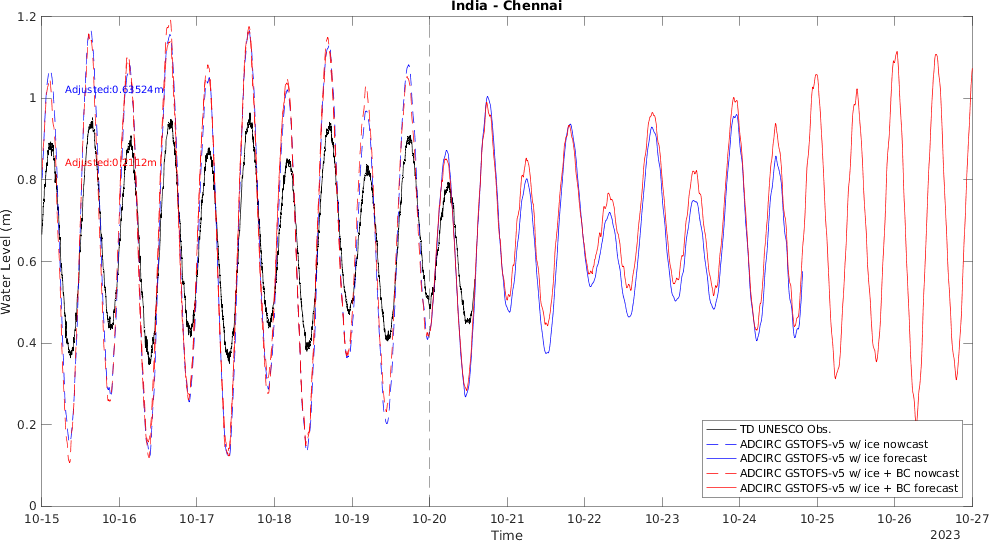 India - Chennai
Water Level (m)
1.2
1
0.8
0.6
0.4
0.2
0
Adjusted:0.63524m
Adjusted:0.2112m
TD UNESCO Obs.
ADCIRC GSTOFS-v5 w/ ice nowcast
ADCIRC GSTOFS-v5 w/ ice forecast
ADCIRC GSTOFS-v5 w/ ice + BC nowcast
ADCIRC GSTOFS-v5 w/ ice + BC forecast
10-15 10-16 10-17 10-18 10-19 10-20 10-21 10-22 10-23 10-24 10-25 10-26 10-27
Time
2023